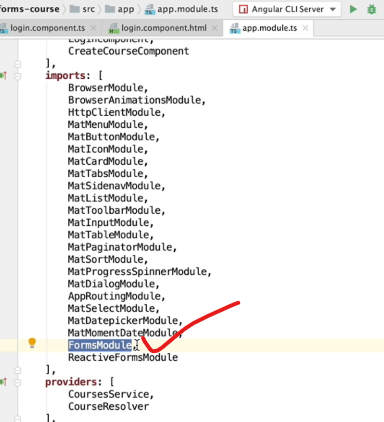 forms-course src app app.module.ts Angular CLI Server
login.component.ts login.component.html app.module.ts
LoginComponent,
CreateCourseComponent
],
imports: [
BrowserModule,
BrowserAnimationsModule,
HttpClientModule,
MatMenuModule,
MatButtonModule,
MatIconModule,
MatCardModule,
MatTabsModule,
MatSidenavModule,
MatListModule,
MatToolbarModule,
MatInputModule,
MatTableModule,
MatPaginatorModule,
MatSortModule,
MatProgressSpinnerModule,
MatDialogModule,
AppRoutingModule,
MatSelectModule,
MatDatepickerModule,
MatMomentDateModule,
FormsModule,
ReactiveFormsModule
],
providers: [
CoursesService,
CourseResolver
],